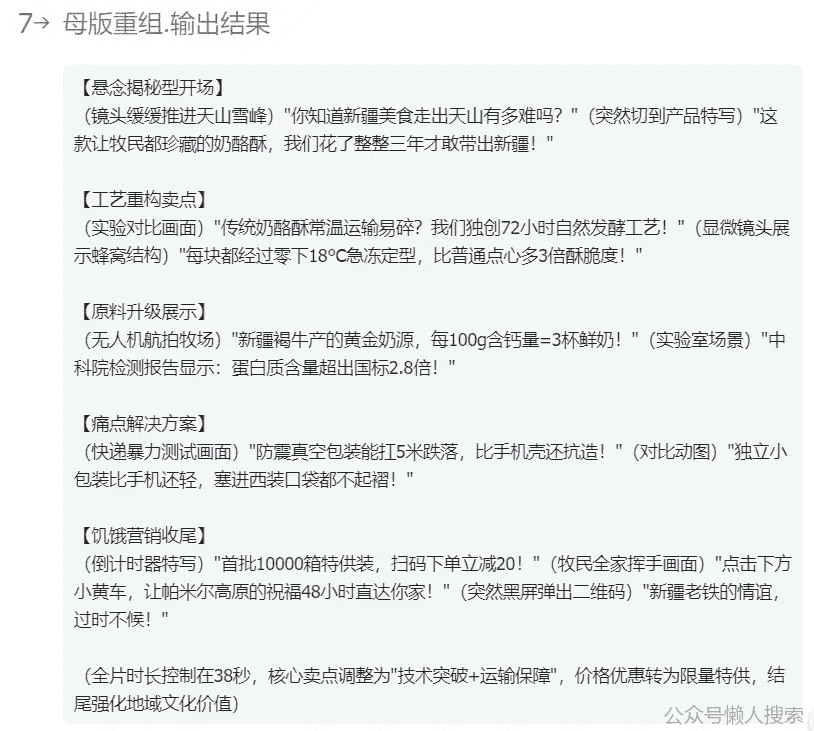 7→ 母版重组.输出结果
【悬念揭秘型开场】
（镜头缓缓推进天山雪峰）"你知道新疆美食走出天山有多难吗？"（突然切到产品特写）"这
款让牧民都珍藏的奶酪酥，我们花了整整三年才敢带出新疆！"
【工艺重构卖点】
（实验对比画面）"传统奶酪酥常温运输易碎？我们独创72小时自然发酵工艺！"（显微镜头展
示蜂窝结构）"每块都经过零下18℃急冻定型，比普通点心多3倍酥脆度！"
【原料升级展示】
（无人机航拍牧场）"新疆褐牛产的黄金奶源，每100g含钙量=3杯鲜奶！"（实验室场景）"中
科院检测报告显示：蛋白质含量超出国标2.8倍！"
【痛点解决方案】
（快递暴力测试画面）"防震真空包装能扛5米跌落，比手机壳还抗造！"（对比动图）"独立小
包装比手机还轻，塞进西装口袋都不起褶！"
【饥饿营销收尾】
（倒计时器特写）"首批10000箱特供装，扫码下单立减20！"（牧民全家挥手画面）"点击下方
小黄车，让帕米尔高原的祝福48小时直达你家！"（突然黑屏弹出二维码）"新疆老铁的情谊，
过时不候！"
（全片时长控制在38秒，核心卖点调整为"技术突破+运输保障"，价格优惠转为限量特供，结
尾强化地域文化价值）
公众号懒人搜索